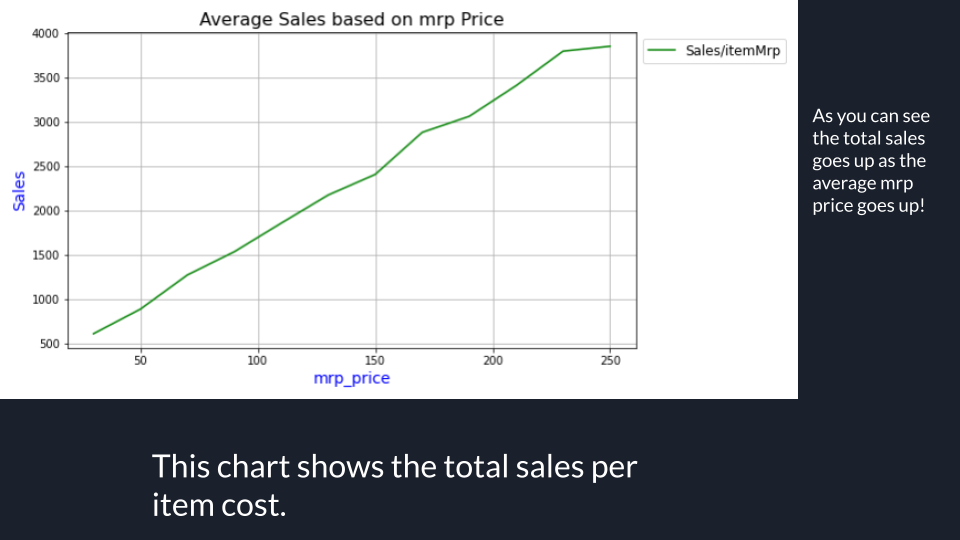 Average Sales based on mrp Price
4000
3500
3000
2500
2000
1500
1000
500
Sales
50
100
150
200
250
mrp_price
Sales/itemMrp
As you can see
the total sales
goes up as the
average mrp
price goes up!
This chart shows the total sales per
item cost.